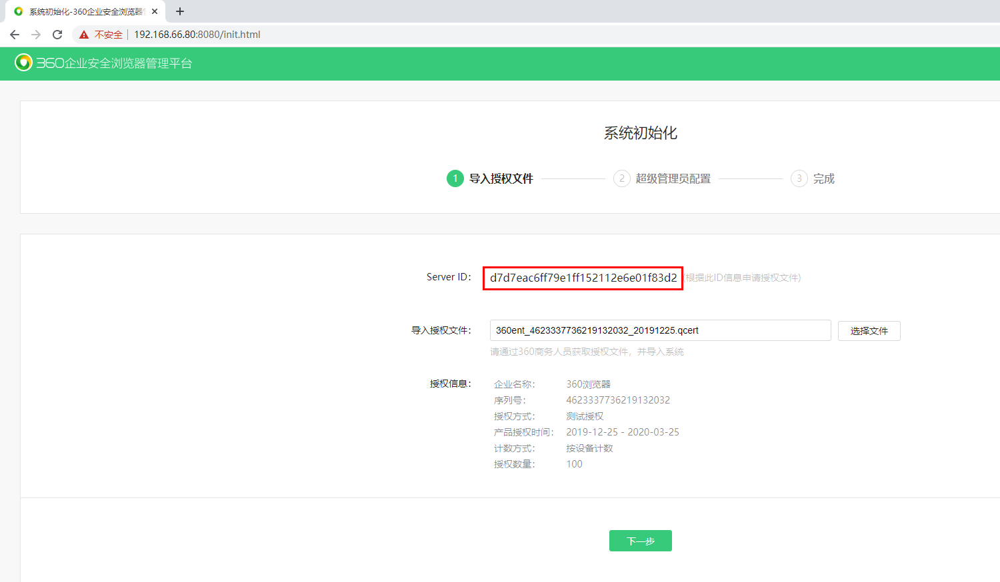 系统初始化-360企业安全浏览器
不安全 192.168.66.80:8080/init.html
360企业安全浏览器管理平台
系统初始化
1 导入授权文件 2 超级管理员配置 3 完成
Server ID： d7d7eac6ff79e1ff152112e6e01f83d2 (根据此ID信息申请授权文件)
导入授权文件： 360ent_4623337736219132032_20191225.qcert 选择文件
请通过360商务人员获取授权文件，并导入系统
授权信息： 企业名称： 360浏览器
序列号： 4623337736219132032
授权方式： 测试授权
产品授权时间： 2019-12-25 - 2020-03-25
计数方式： 按设备计数
授权数量： 100
下一步